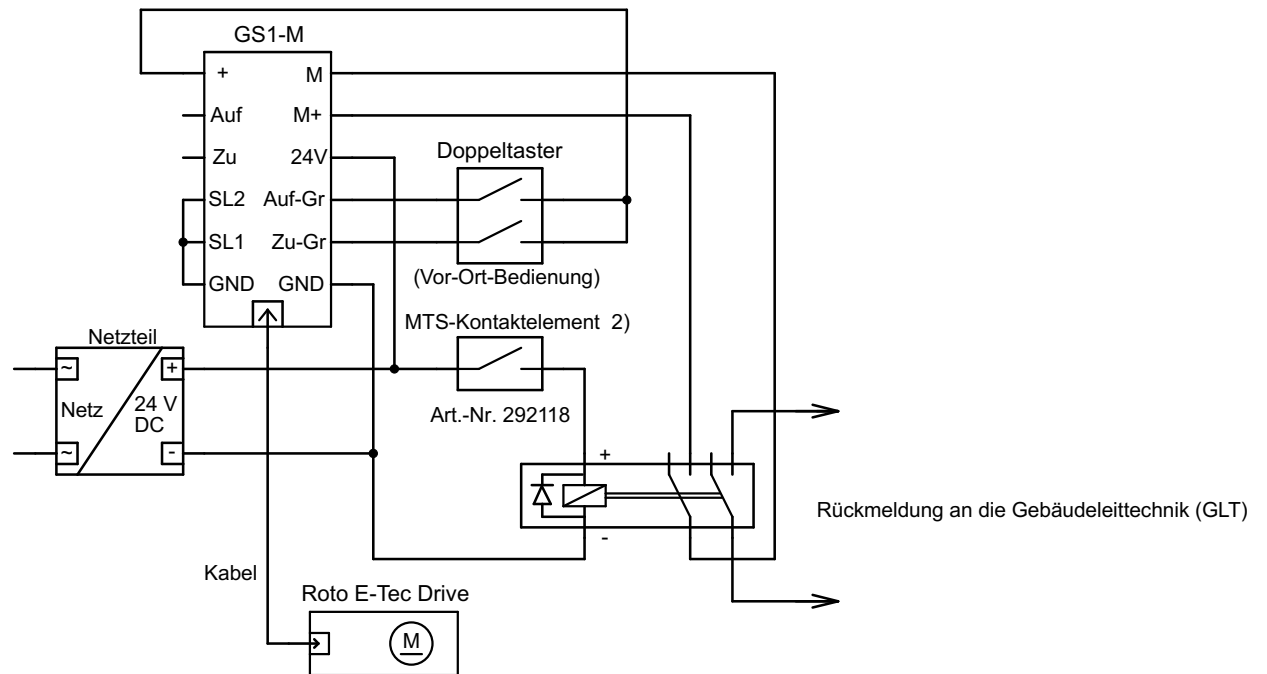 GS1-M
+ M
Auf M+
Zu 24V
SL2 Auf-Gr
SL1 Zu-Gr
GND GND
Doppeltaster
(Vor-Ort-Bedienung)
MTS-Kontaktelement 2)
Art.-Nr. 292118
Netzteil
~ +
Netz 24 V
DC
~ -
+
-
Rückmeldung an die Gebäudeleittechnik (GLT)
Kabel
Roto E-Tec Drive
M